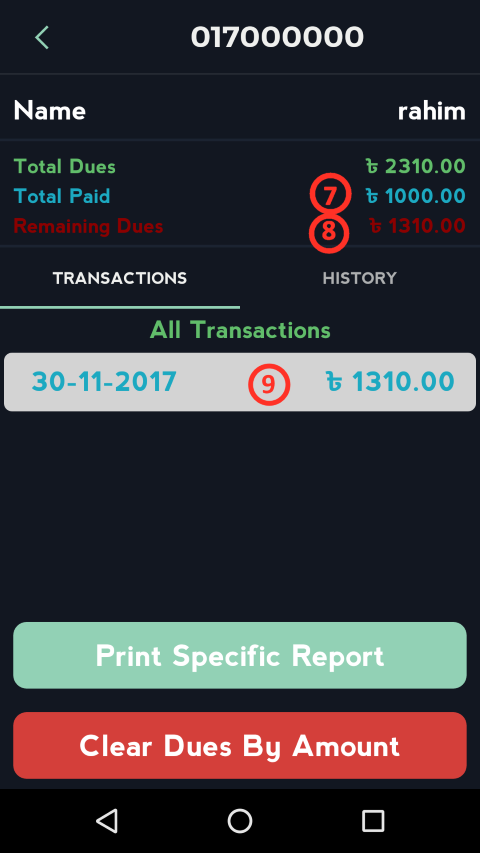 017000000
Name rahim
Total Dues ৳ 2310.00
Total Paid 7 ৳ 1000.00
Remaining Dues 8 ৳ 1310.00
TRANSACTIONS HISTORY
All Transactions
30-11-2017 9 ৳ 1310.00
Print Specific Report
Clear Dues By Amount